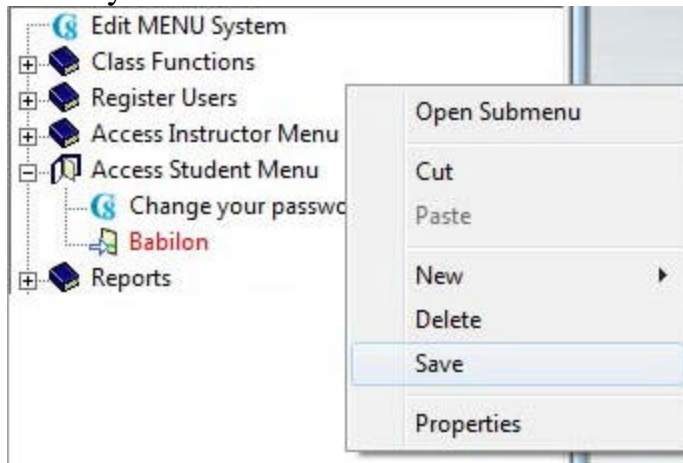 Edit MENU System
Class Functions
Register Users
Access Instructor Menu
Access Student Menu
Change your passwo
Babilon
Reports
Open Submenu
Cut
Paste
New
Delete
Save
Properties